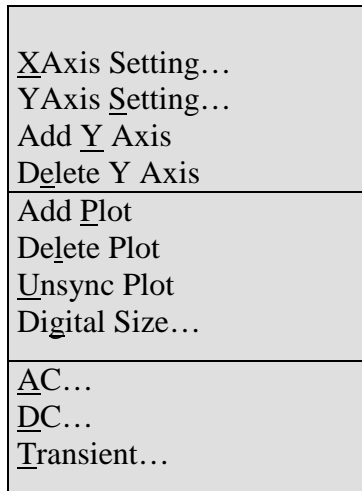 XAxis Setting…
YAxis Setting…
Add Y Axis
Delete Y Axis
Add Plot
Delete Plot
Unsync Plot
Digital Size…
AC…
DC…
Transient…